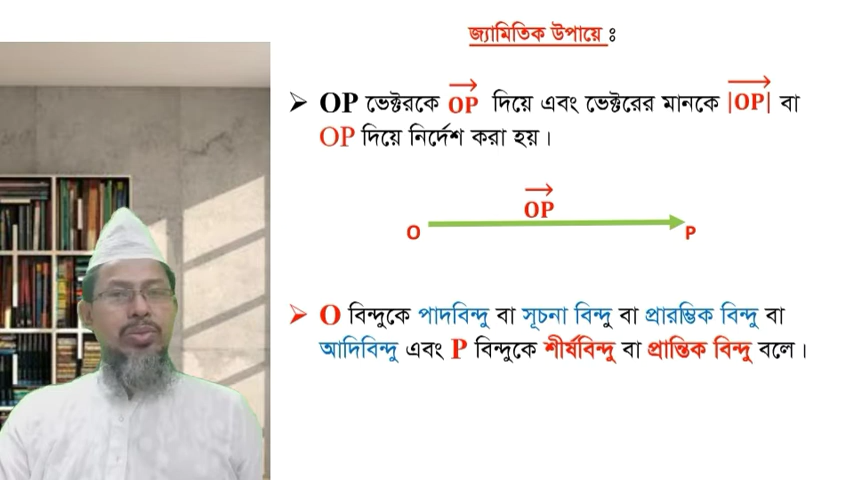 জ্যামিতিক উপায়ে ঃ
➢ OP ভেক্টরকে $\overrightarrow{OP}$ দিয়ে এবং ভেক্টরের মানকে $|\overrightarrow{OP}|$ বা
OP দিয়ে নির্দেশ করা হয়।
$\overrightarrow{OP}$
O P
➢ O বিন্দুকে পাদবিন্দু বা সূচনা বিন্দু বা প্রারম্ভিক বিন্দু বা
আদিবিন্দু এবং P বিন্দুকে শীর্ষবিন্দু বা প্রান্তিক বিন্দু বলে।